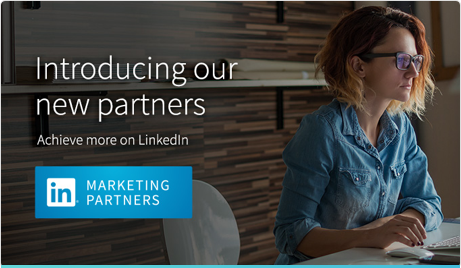 Introducing our
new partners
Achieve more on LinkedIn
in MARKETING
PARTNERS